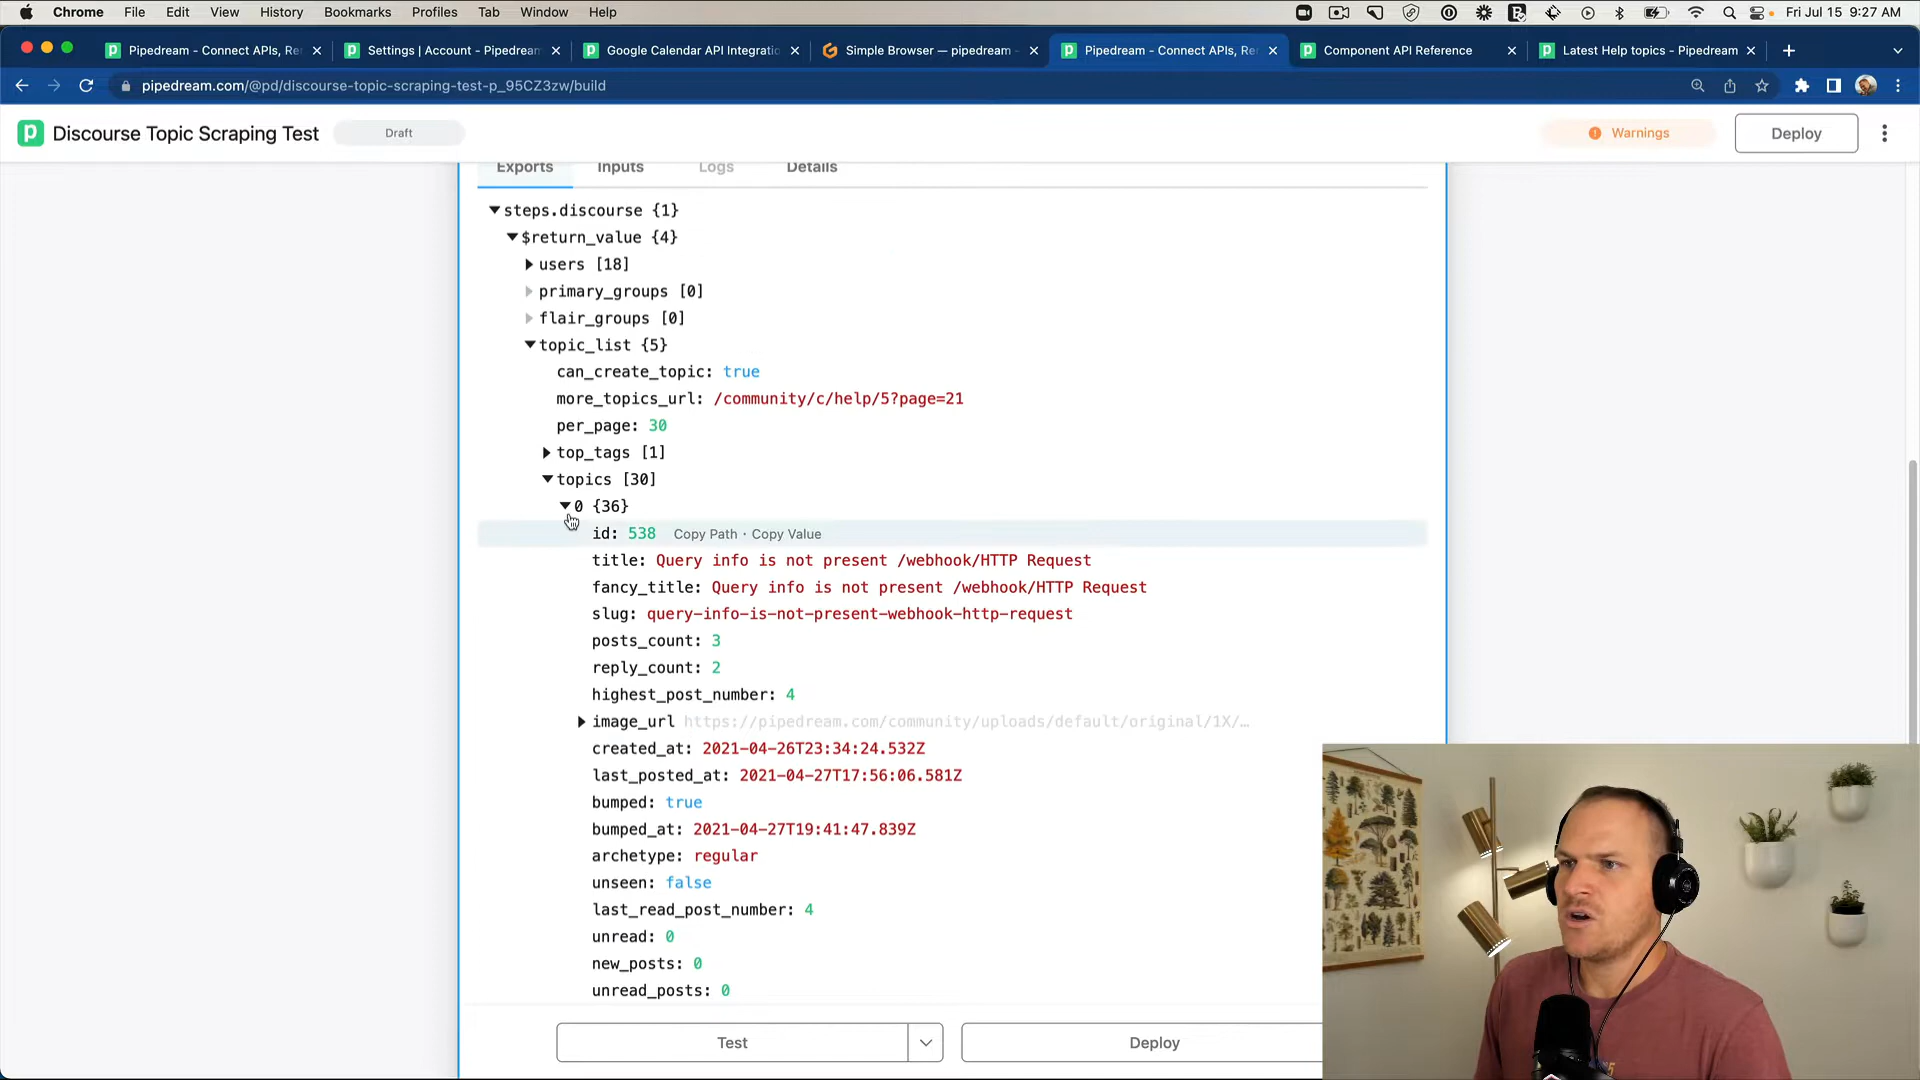 Chrome File Edit View History Bookmarks Profiles Tab Window Help Fri Jul 15 9:27 AM
Pipedream - Connect APIs, Re
Settings | Account - Pipedream
Google Calendar API Integratio
Simple Browser — pipedream -
Pipedream - Connect APIs, Re
Component API Reference
Latest Help topics - Pipedream
pipedream.com/@pd/discourse-topic-scraping-test-p_95CZ3zw/build
Discourse Topic Scraping Test Draft Warnings Deploy
Exports Inputs Logs Details
steps.discourse {1}
$return_value {4}
users [18]
primary_groups [0]
flair_groups [0]
topic_list {5}
can_create_topic: true
more_topics_url: /community/c/help/5?page=21
per_page: 30
top_tags [1]
topics [30]
0 {36}
id: 538 Copy Path • Copy Value
title: Query info is not present /webhook/HTTP Request
fancy_title: Query info is not present /webhook/HTTP Request
slug: query-info-is-not-present-webhook-http-request
posts_count: 3
reply_count: 2
highest_post_number: 4
image_url https://pipedream.com/community/uploads/default/original/1X/…
created_at: 2021-04-26T23:34:24.532Z
last_posted_at: 2021-04-27T17:56:06.581Z
bumped: true
bumped_at: 2021-04-27T19:41:47.839Z
archetype: regular
unseen: false
last_read_post_number: 4
unread: 0
new_posts: 0
unread_posts: 0
Test Deploy